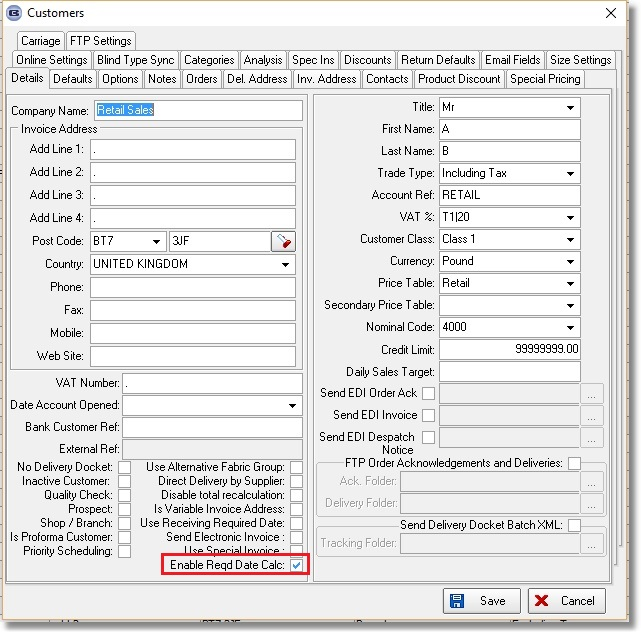 Customers
Carriage FTP Settings
Online Settings Blind Type Sync Categories Analysis Spec Ins Discounts Return Defaults Email Fields Size Settings
Details Defaults Options Notes Orders Del. Address Inv. Address Contacts Product Discount Special Pricing
Company Name: Retail Sales
Invoice Address
Add Line 1: .
Add Line 2: .
Add Line 3: .
Add Line 4: .
Post Code: BT7 3JF
Country: UNITED KINGDOM
Phone:
Fax:
Mobile:
Web Site:
VAT Number: .
Date Account Opened:
Bank Customer Ref:
External Ref:
No Delivery Docket: Use Alternative Fabric Group:
Inactive Customer: Direct Delivery by Supplier:
Quality Check: Disable total recalculation:
Prospect: Is Variable Invoice Address:
Shop / Branch: Use Receiving Required Date:
Is Proforma Customer: Send Electronic Invoice :
Priority Scheduling: Use Special Invoice :
Enable Reqd Date Calc:
Title: Mr
First Name: A
Last Name: B
Trade Type: Including Tax
Account Ref: RETAIL
VAT %: T1|20
Customer Class: Class 1
Currency: Pound
Price Table: Retail
Secondary Price Table:
Nominal Code: 4000
Credit Limit: 99999999.00
Daily Sales Target:
Send EDI Order Ack ...
Send EDI Invoice ...
Send EDI Despatch ...
Notice
FTP Order Acknowledgements and Deliveries:
Ack. Folder: ...
Delivery Folder: ...
Send Delivery Docket Batch XML:
Tracking Folder: ...
Save Cancel